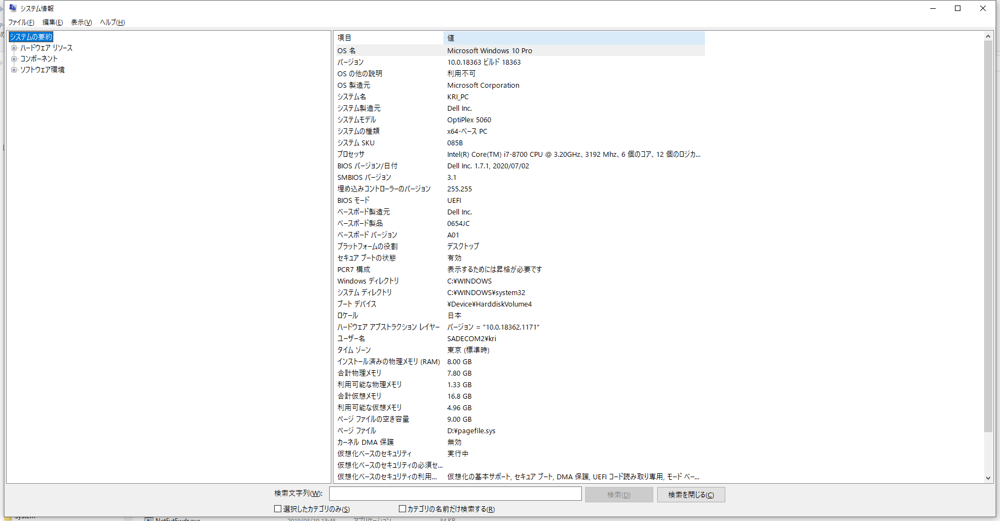 システム情報
ファイル(F) 編集(E) 表示(V) ヘルプ(H)
システムの要約
ハードウェア リソース
コンポーネント
ソフトウェア環境
項目 値
OS 名 Microsoft Windows 10 Pro
バージョン 10.0.18363 ビルド 18363
OS の他の説明 利用不可
OS 製造元 Microsoft Corporation
システム名 KRI_PC
システム製造元 Dell Inc.
システムモデル OptiPlex 5060
システムの種類 x64-ベース PC
システム SKU 085B
プロセッサ Intel(R) Core(TM) i7-8700 CPU @ 3.20GHz、3192 Mhz、6 個のコア、12 個のロジカ...
BIOS バージョン/日付 Dell Inc. 1.7.1, 2020/07/02
SMBIOS バージョン 3.1
埋め込みコントローラーのバージョン 255.255
BIOS モード UEFI
ベースボード製造元 Dell Inc.
ベースボード製品 0654JC
ベースボード バージョン A01
プラットフォームの役割 デスクトップ
セキュア ブートの状態 有効
PCR7 構成 表示するためには昇格が必要です
Windows ディレクトリ C:¥WINDOWS
システム ディレクトリ C:¥WINDOWS¥system32
ブート デバイス ¥Device¥HarddiskVolume4
ロケール 日本
ハードウェア アブストラクション レイヤー バージョン = "10.0.18362.1171"
ユーザー名 SADECOM2¥kri
タイム ゾーン 東京 (標準時)
インストール済みの物理メモリ (RAM) 8.00 GB
合計物理メモリ 7.80 GB
利用可能な物理メモリ 1.33 GB
合計仮想メモリ 16.8 GB
利用可能な仮想メモリ 4.96 GB
ページ ファイルの空き容量 9.00 GB
ページ ファイル D:¥pagefile.sys
カーネル DMA 保護 無効
仮想化ベースのセキュリティ 実行中
仮想化ベースのセキュリティの必須セ...
仮想化ベースのセキュリティの利用... 仮想化の基本サポート, セキュア ブート, DMA 保護, UEFI コード読み取り専用, モード ベー...
検索文字列(W): 検索(D) 検索を閉じる(C)
選択したカテゴリのみ(S) カテゴリの名前だけ検索する(R)
System NetEvtFwdr.exe 2019/03/19 13:45 アプリケーション 34 KB